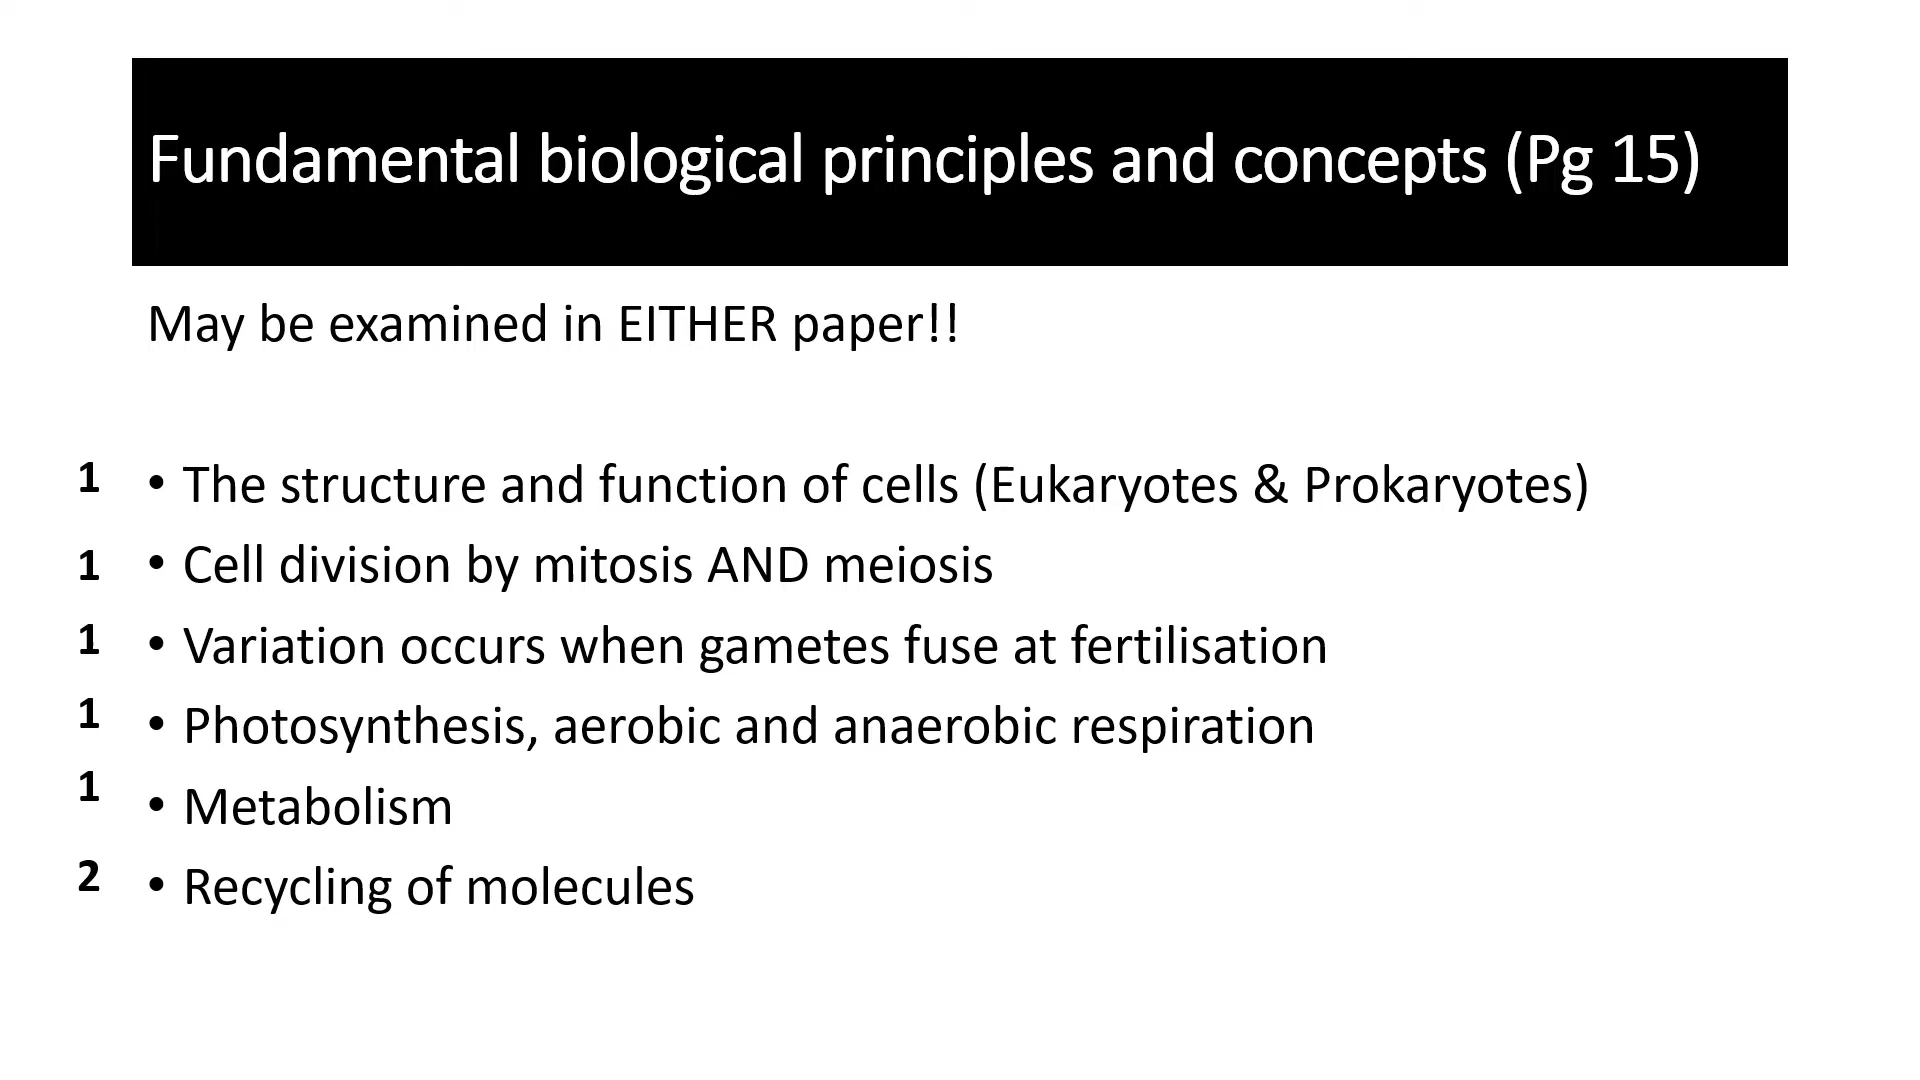 Fundamental biological principles and concepts (Pg 15)
May be examined in EITHER paper!!
1 • The structure and function of cells (Eukaryotes & Prokaryotes)
1 • Cell division by mitosis AND meiosis
1 • Variation occurs when gametes fuse at fertilisation
1 • Photosynthesis, aerobic and anaerobic respiration
1 • Metabolism
2 • Recycling of molecules